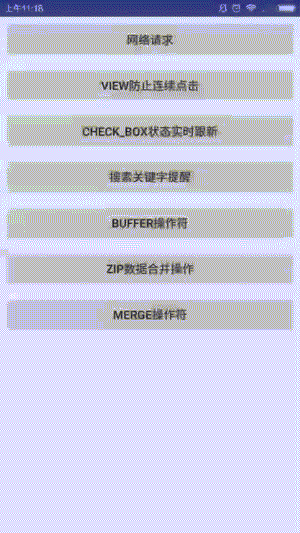 上午11:18
网络请求
VIEW防止连续点击
CHECK_BOX状态实时跟新
搜索关键字提醒
BUFFER操作符
ZIP数据合并操作
MERGE操作符